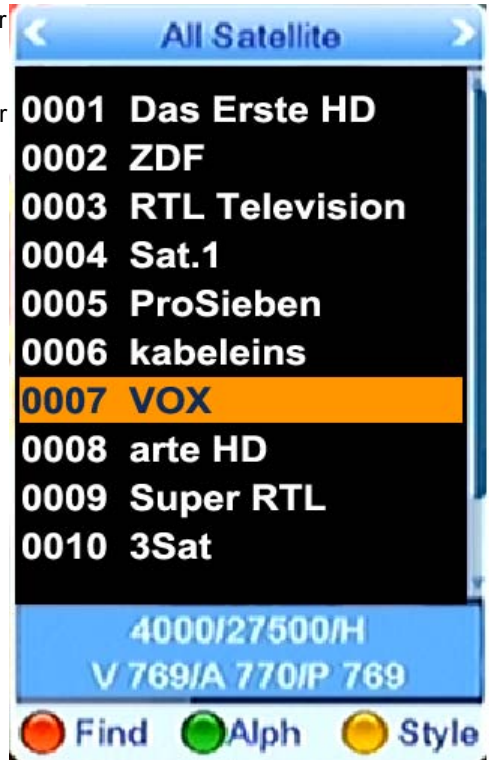 r
All Satellite
r
0001 Das Erste HD
0002 ZDF
0003 RTL Television
0004 Sat.1
0005 ProSieben
0006 kabeleins
0007 VOX
0008 arte HD
0009 Super RTL
0010 3Sat
4000/27500/H
V 769/A 770/P 769
Find Alph Style